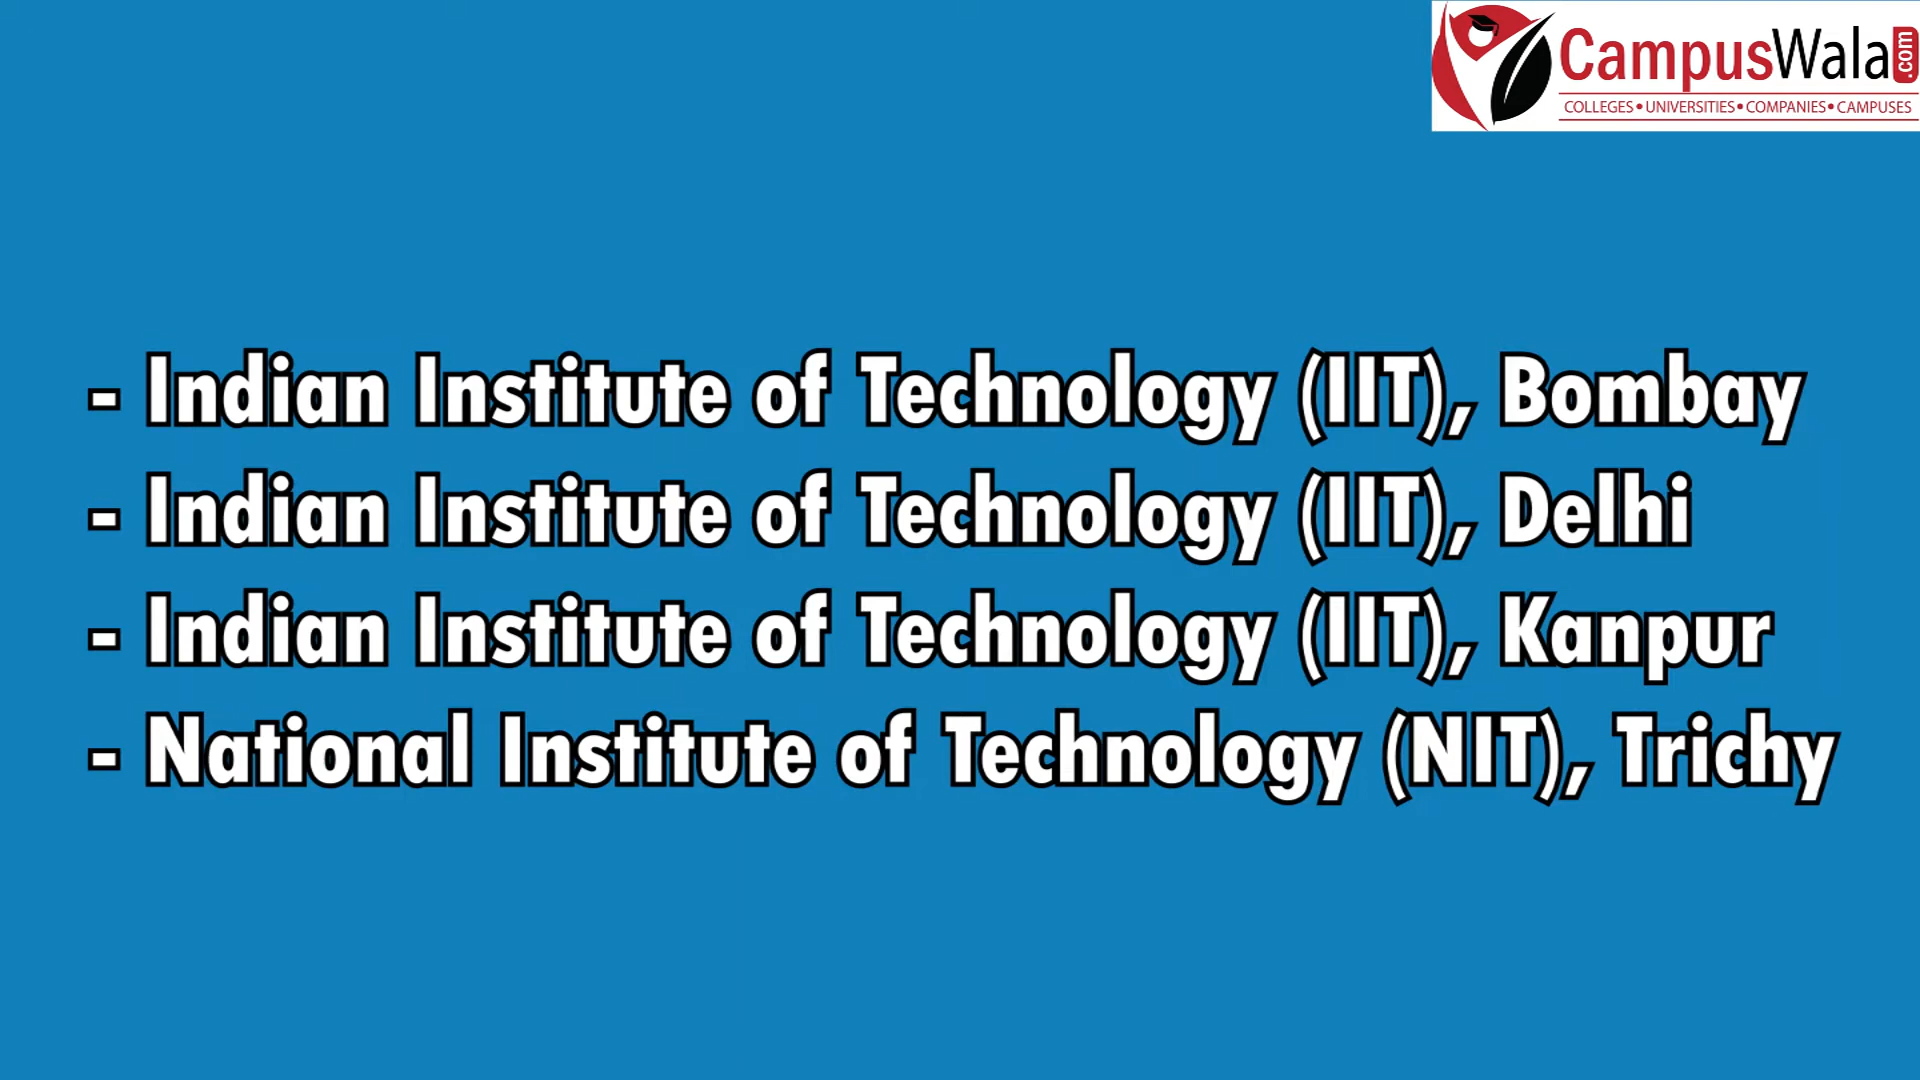 CampusWala.com
COLLEGES • UNIVERSITIES • COMPANIES • CAMPUSES
- Indian Institute of Technology (IIT), Bombay
- Indian Institute of Technology (IIT), Delhi
- Indian Institute of Technology (IIT), Kanpur
- National Institute of Technology (NIT), Trichy